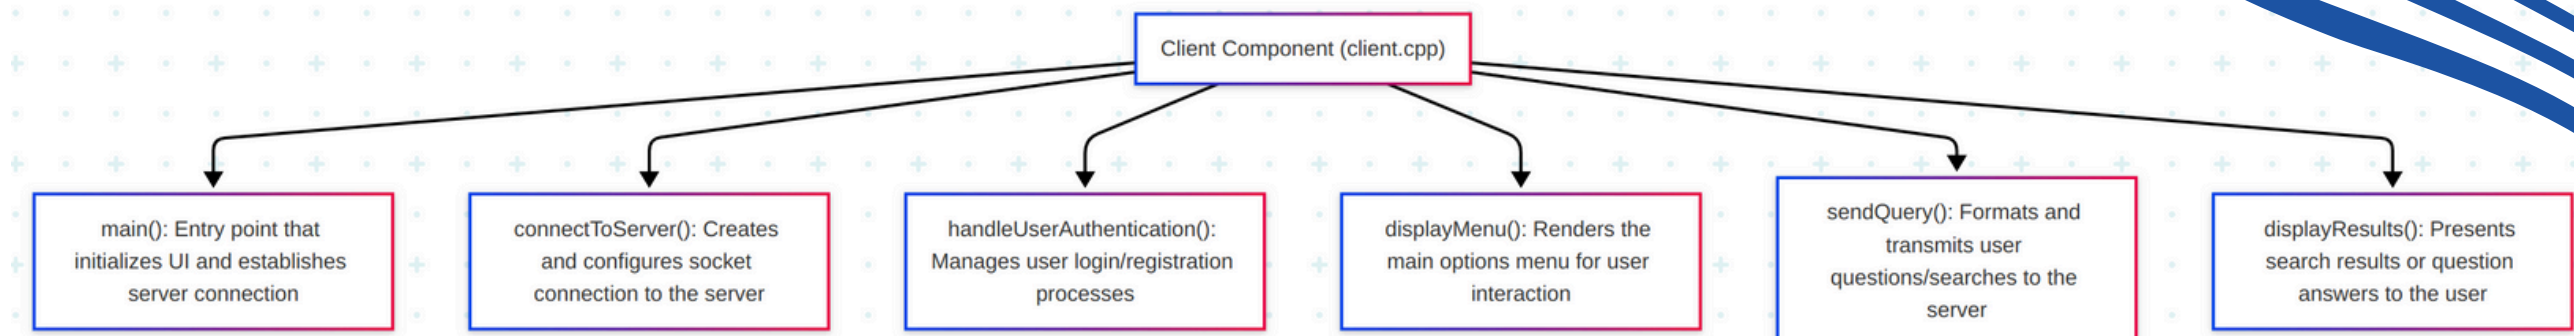 Client Component (client.cpp)
main(): Entry point that
initializes UI and establishes
server connection
connectToServer(): Creates
and configures socket
connection to the server
handleUserAuthentication():
Manages user login/registration
processes
displayMenu(): Renders the
main options menu for user
interaction
sendQuery(): Formats and
transmits user
questions/searches to the
server
displayResults(): Presents
search results or question
answers to the user